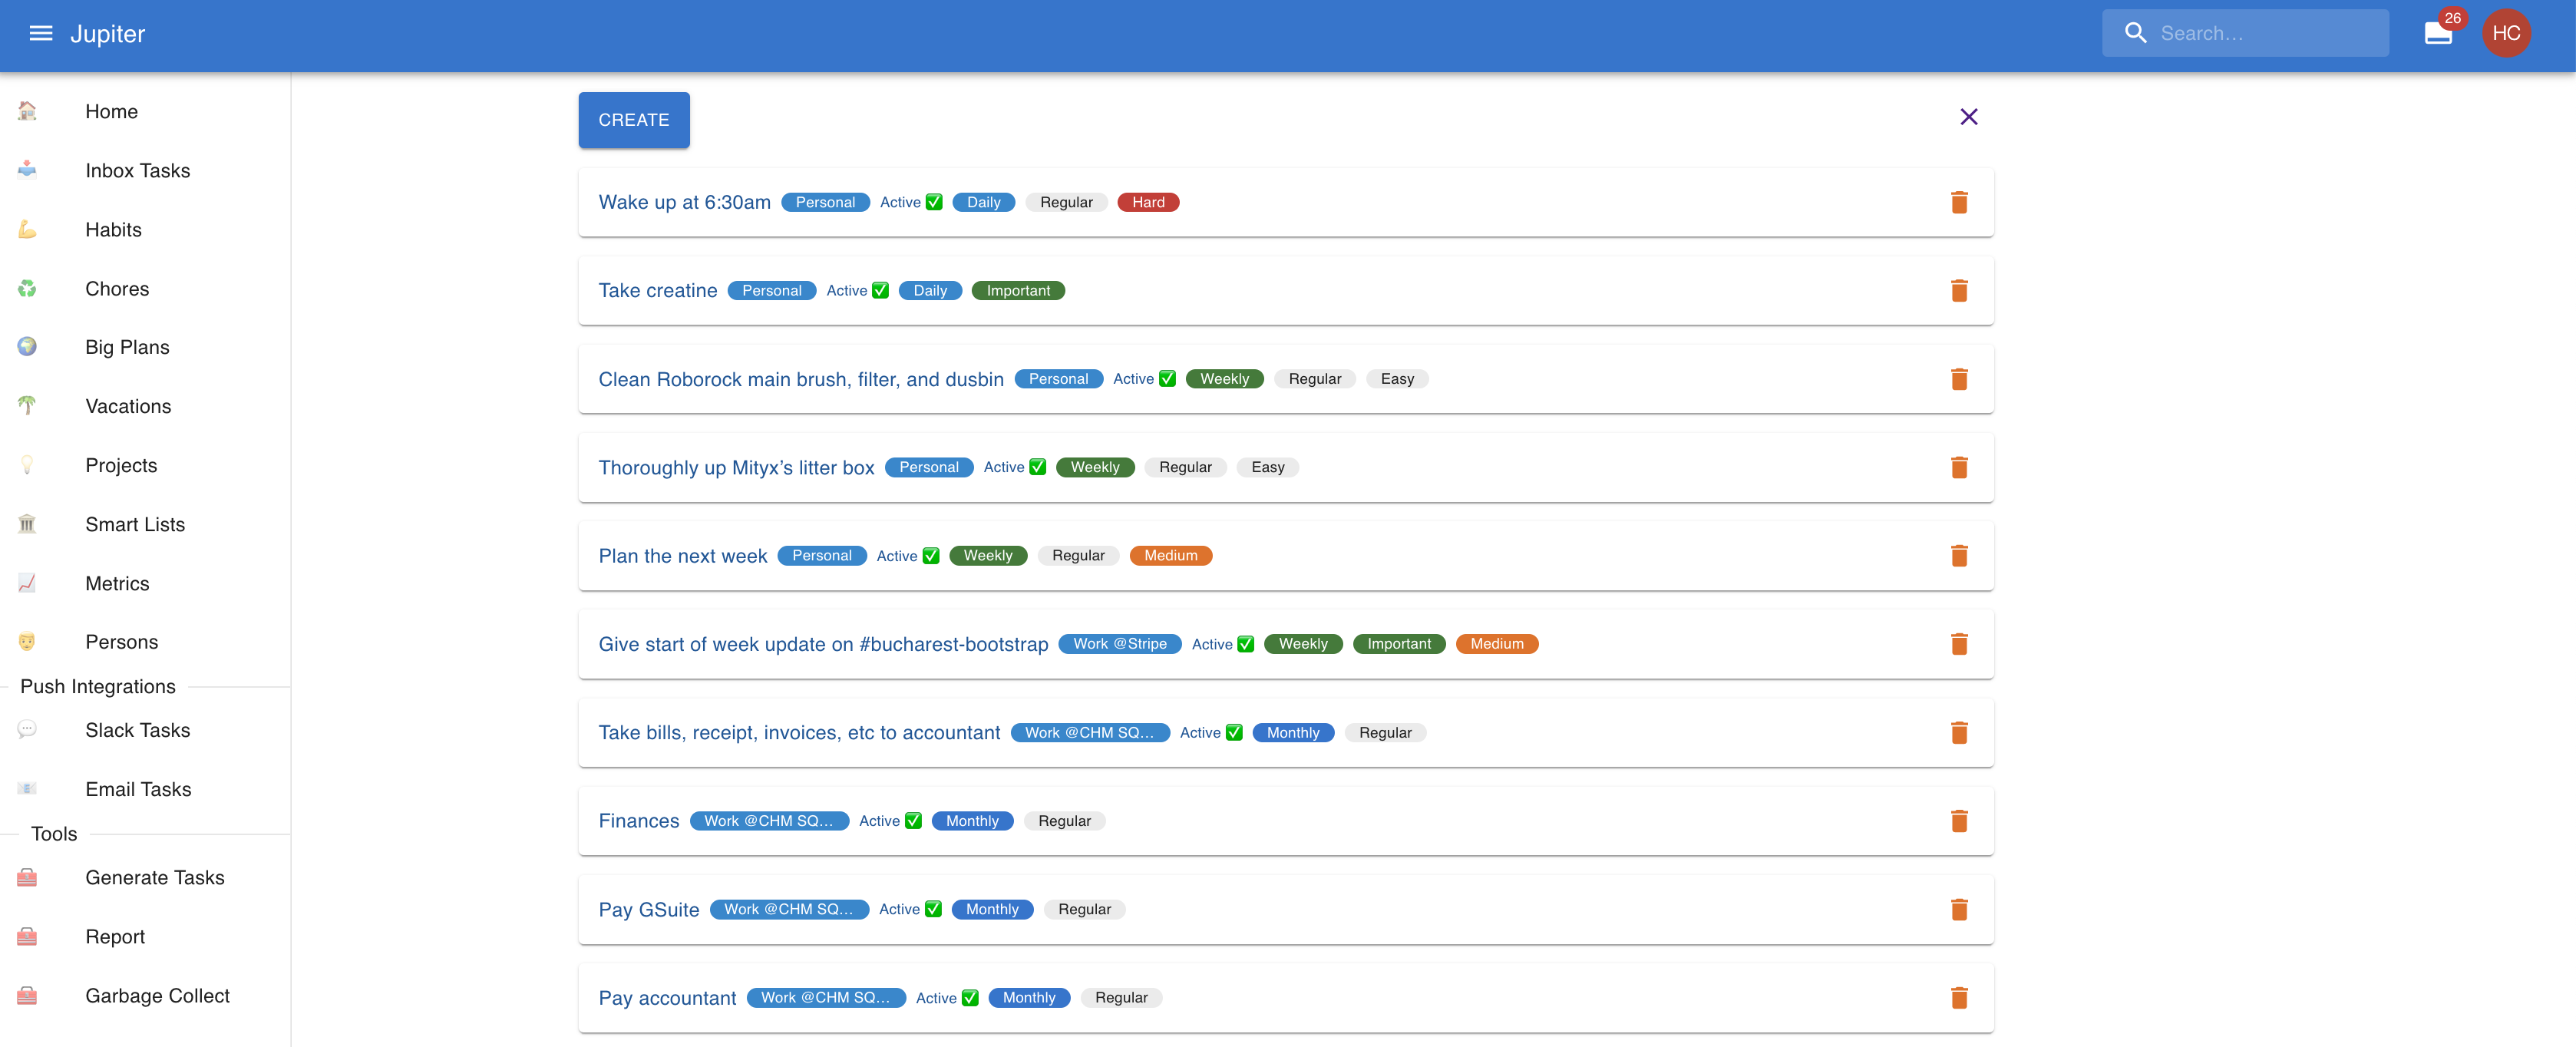 Jupiter
Search...
26
HC
Home
Inbox Tasks
Habits
Chores
Big Plans
Vacations
Projects
Smart Lists
Metrics
Persons
Push Integrations
Slack Tasks
Email Tasks
Tools
Generate Tasks
Report
Garbage Collect
CREATE
Wake up at 6:30am Personal Active ✅ Daily Regular Hard
Take creatine Personal Active ✅ Daily Important
Clean Roborock main brush, filter, and dusbin Personal Active ✅ Weekly Regular Easy
Thoroughly up Mityx’s litter box Personal Active ✅ Weekly Regular Easy
Plan the next week Personal Active ✅ Weekly Regular Medium
Give start of week update on #bucharest-bootstrap Work @Stripe Active ✅ Weekly Important Medium
Take bills, receipt, invoices, etc to accountant Work @CHM SQ... Active ✅ Monthly Regular
Finances Work @CHM SQ... Active ✅ Monthly Regular
Pay GSuite Work @CHM SQ... Active ✅ Monthly Regular
Pay accountant Work @CHM SQ... Active ✅ Monthly Regular